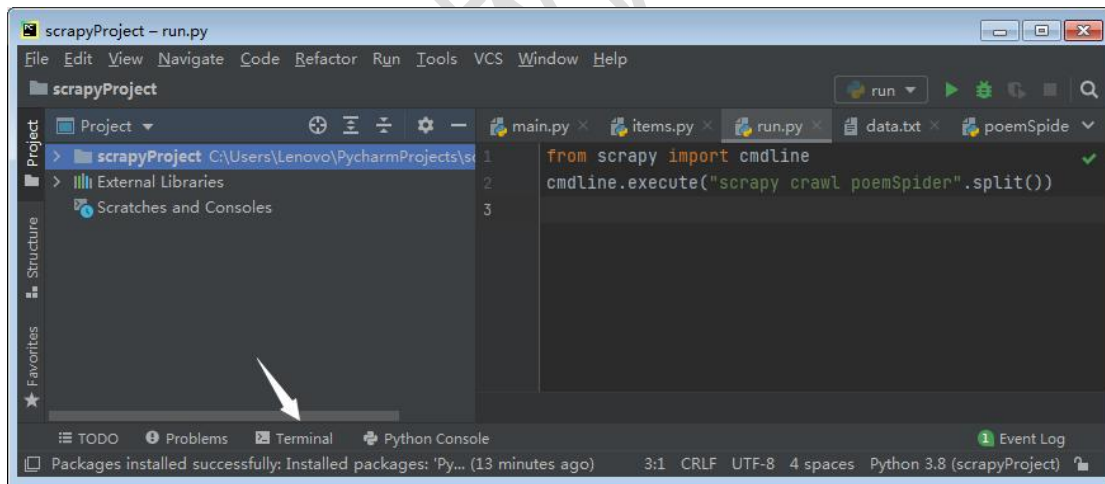 scrapyProject – run.py
File Edit View Navigate Code Refactor Run Tools VCS Window Help
scrapyProject
run
Project
Project
main.py
items.py
run.py
data.txt
poemSpide
scrapyProject C:\Users\Lenovo\PycharmProjects\sc
External Libraries
Scratches and Consoles
1 from scrapy import cmdline
2 cmdline.execute("scrapy crawl poemSpider".split())
3
Structure
Favorites
TODO Problems Terminal Python Console
1 Event Log
Packages installed successfully: Installed packages: 'Py... (13 minutes ago) 3:1 CRLF UTF-8 4 spaces Python 3.8 (scrapyProject)